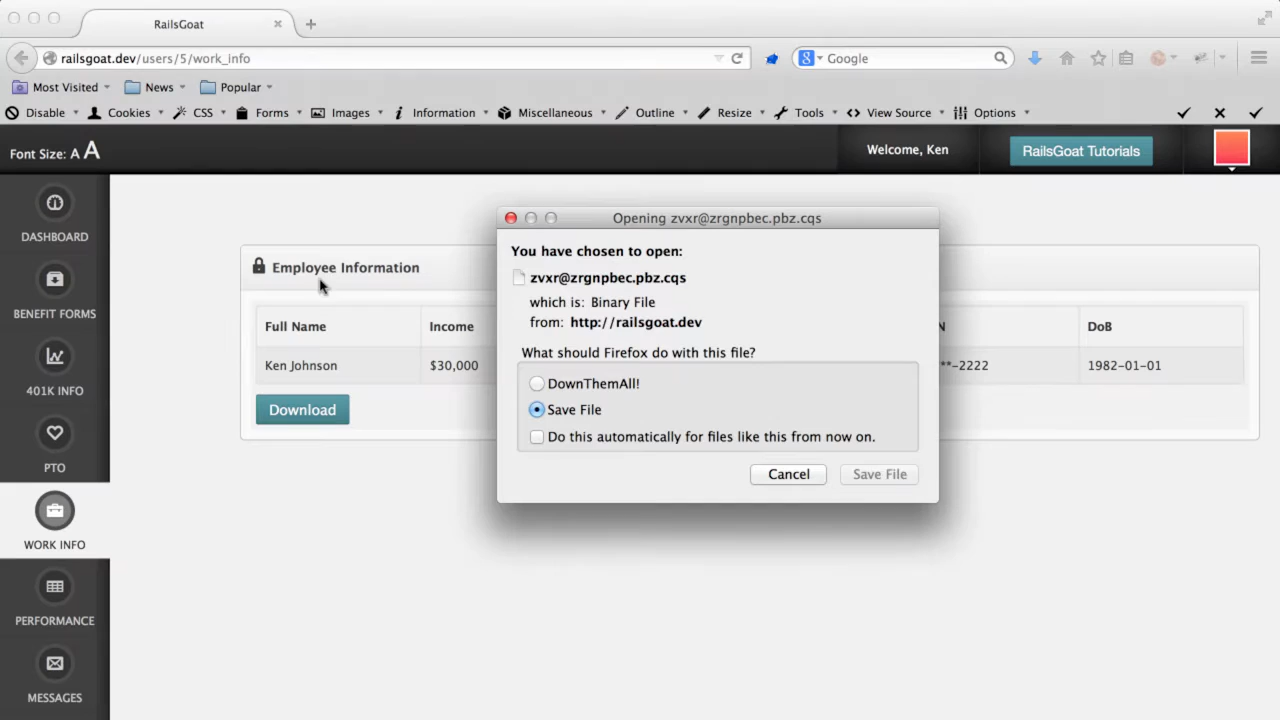 RailsGoat
railsgoat.dev/users/5/work_info
Google
Most Visited
News
Popular
Disable
Cookies
CSS
Forms
Images
Information
Miscellaneous
Outline
Resize
Tools
View Source
Options
Font Size: A A
Welcome, Ken
RailsGoat Tutorials
DASHBOARD
BENEFIT FORMS
401K INFO
PTO
WORK INFO
PERFORMANCE
MESSAGES
Employee Information
Full Name
Income
N
DoB
Ken Johnson
$30,000
**-2222
1982-01-01
Download
Opening zvxr@zrgnpbec.pbz.cqs
You have chosen to open:
zvxr@zrgnpbec.pbz.cqs
which is: Binary File
from: http://railsgoat.dev
What should Firefox do with this file?
DownThemAll!
Save File
Do this automatically for files like this from now on.
Cancel
Save File